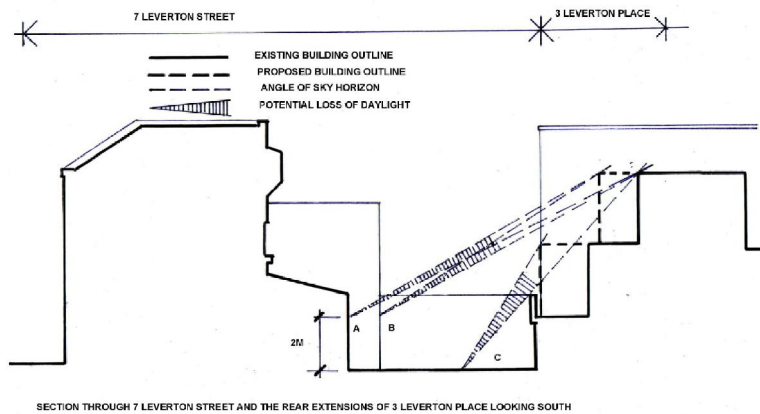 7 LEVERTON STREET
3 LEVERTON PLACE
EXISTING BUILDING OUTLINE
PROPOSED BUILDING OUTLINE
ANGLE OF SKY HORIZON
POTENTIAL LOSS OF DAYLIGHT
A
B
2M
C
SECTION THROUGH 7 LEVERTON STREET AND THE REAR EXTENSIONS OF 3 LEVERTON PLACE LOOKING SOUTH